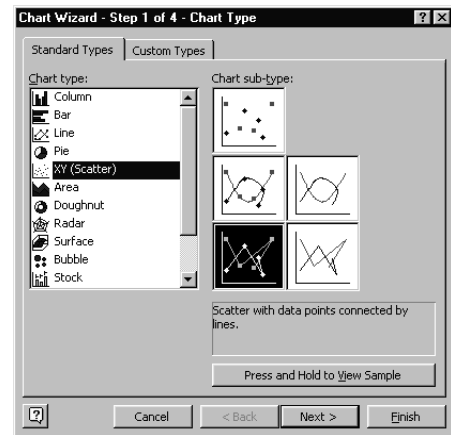 Chart Wizard - Step 1 of 4 - Chart Type
Standard Types
Custom Types
Chart type:
Chart sub-type:
Column
Bar
Line
Pie
XY (Scatter)
Area
Doughnut
Radar
Surface
Bubble
Stock
Scatter with data points connected by
lines.
Press and Hold to View Sample
Cancel
< Back
Next >
Finish